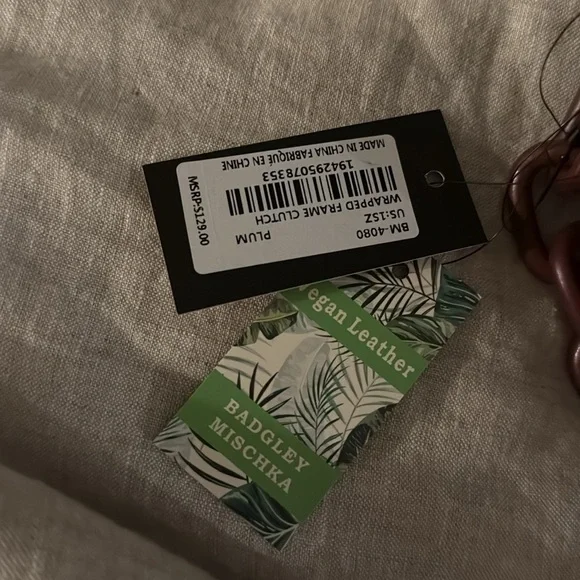 BM-4080 PLUM
US:1SZ
WRAPPED FRAME CLUTCH
194295078353
MADE IN CHINA FABRIQUÉ EN CHINE
MSRP:$129.00
egan Leather
BADGLEY
MISCHKA